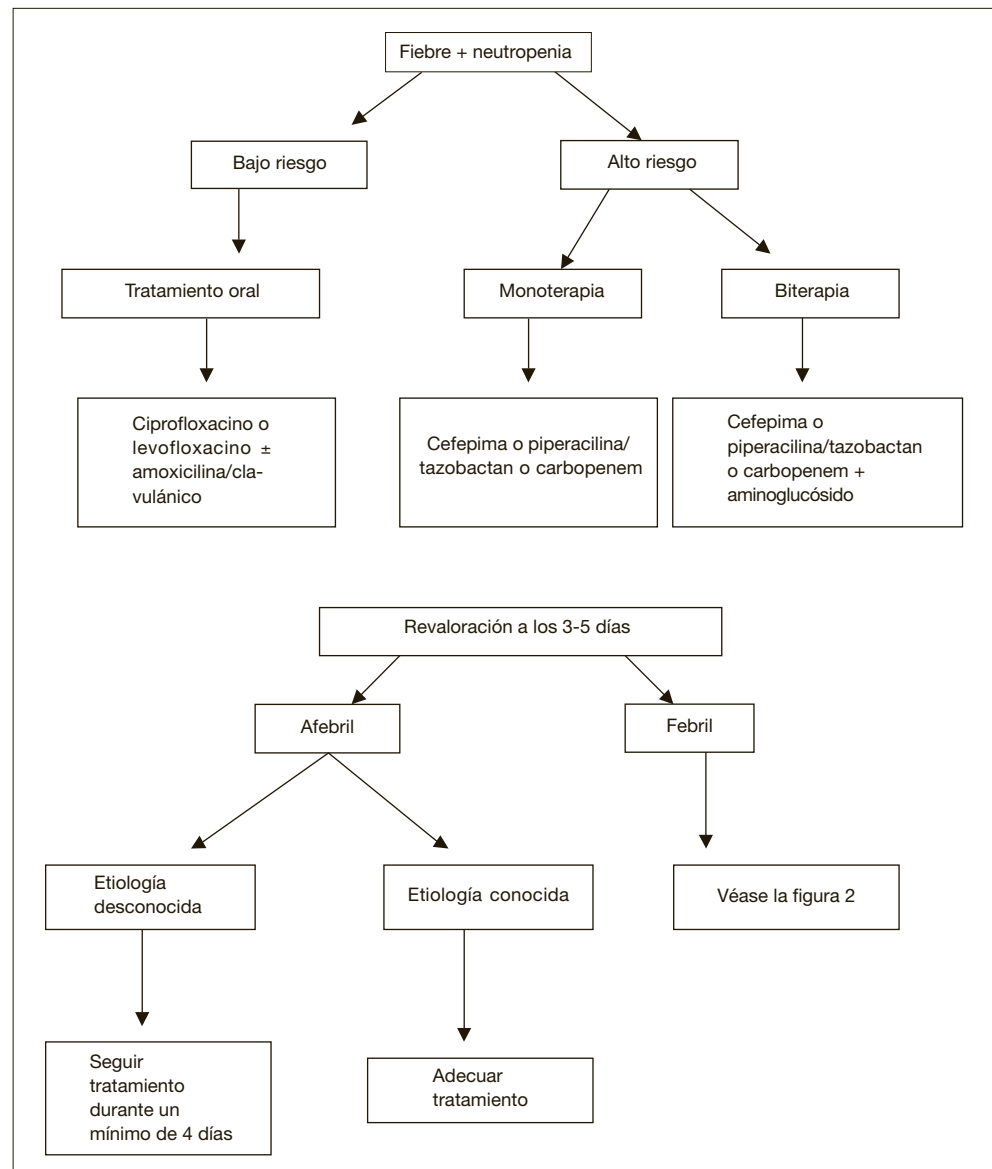 Fiebre + neutropenia
Bajo riesgo
Alto riesgo
Tratamiento oral
Monoterapia
Biterapia
Ciprofloxacino o
levofloxacino ±
amoxicilina/cla-
vulánico
Cefepima o piperacilina/
tazobactan o carbopenem
Cefepima o
piperacilina/tazobactan
o carbopenem +
aminoglucósido
Revaloración a los 3-5 días
Afebril
Febril
Etiología
desconocida
Etiología conocida
Véase la figura 2
Seguir
tratamiento
durante un
mínimo de 4 días
Adecuar
tratamiento